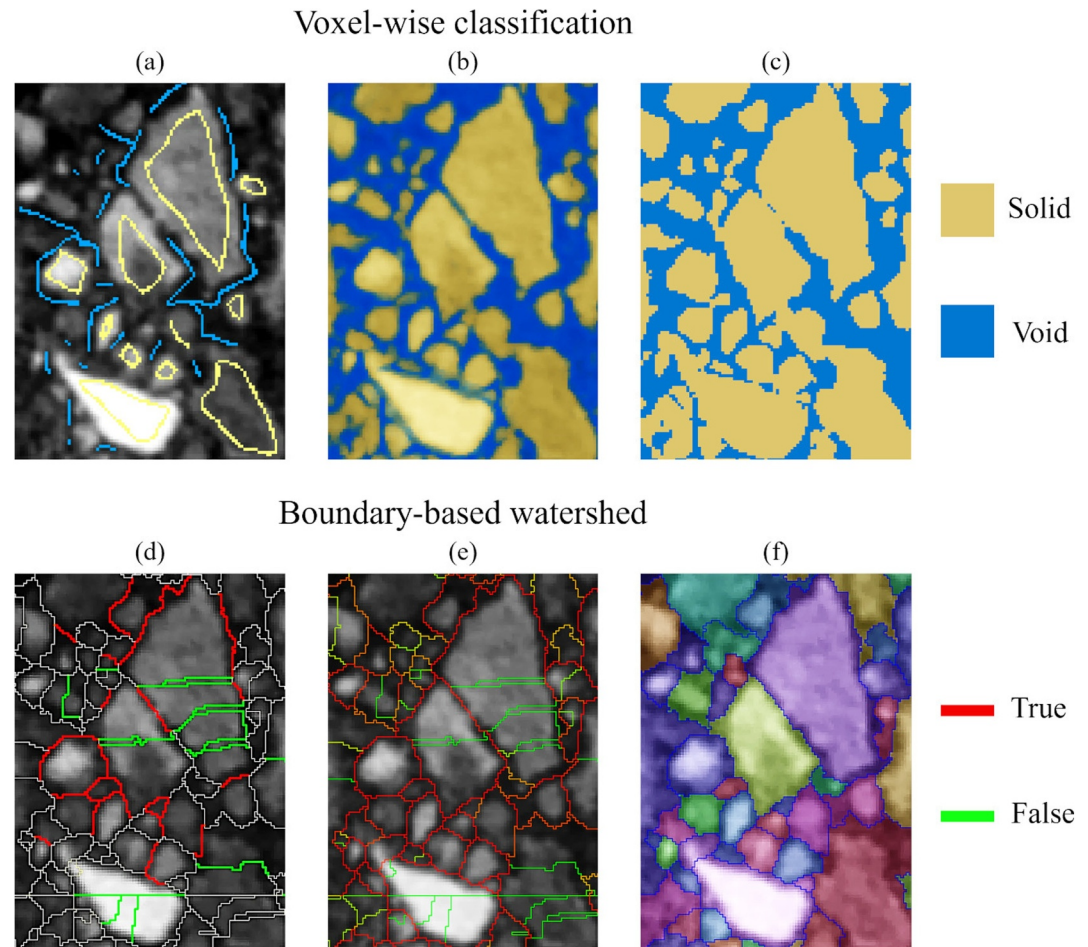 Voxel-wise classification
(a) (b) (c)
Solid
Void
Boundary-based watershed
(d) (e) (f)
True
False